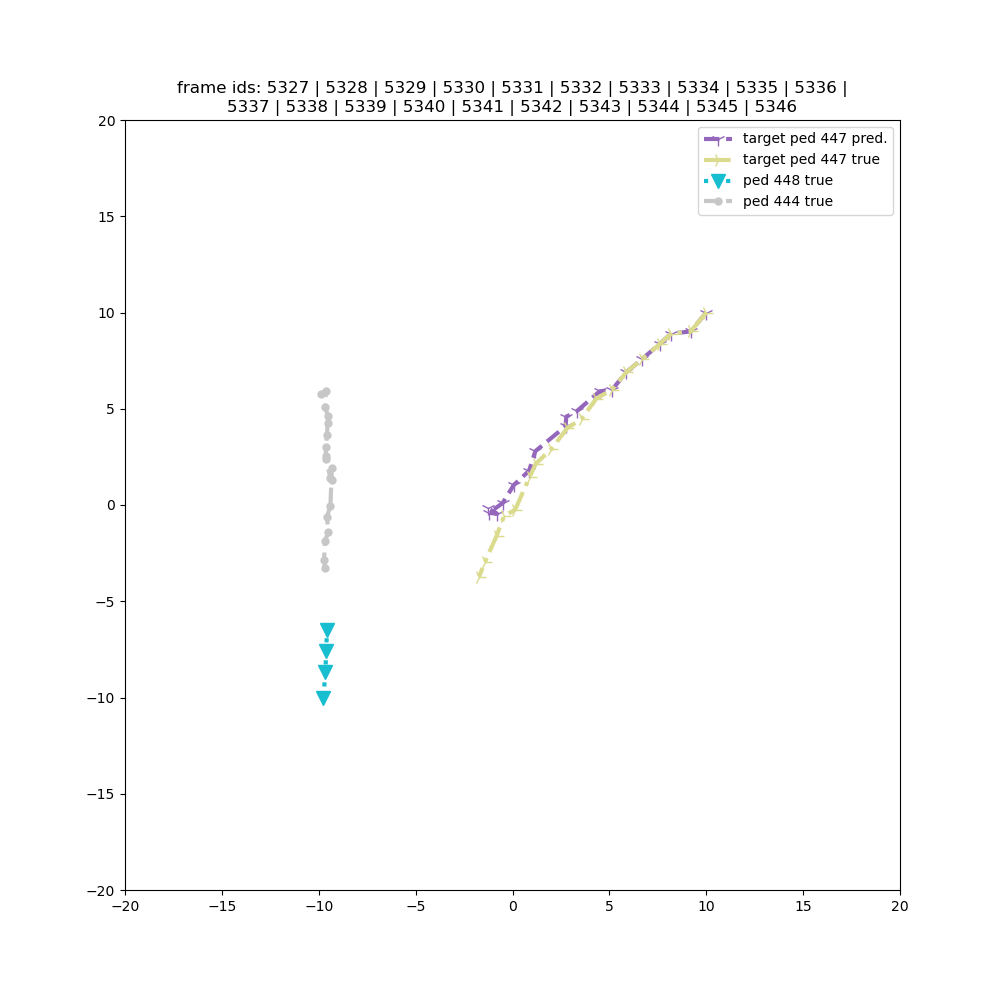 frame ids: 5327 | 5328 | 5329 | 5330 | 5331 | 5332 | 5333 | 5334 | 5335 | 5336 |
5337 | 5338 | 5339 | 5340 | 5341 | 5342 | 5343 | 5344 | 5345 | 5346
target ped 447 pred.
target ped 447 true
ped 448 true
ped 444 true
20
15
10
5
0
−5
−10
−15
−20
−20 −15 −10 −5 0 5 10 15 20